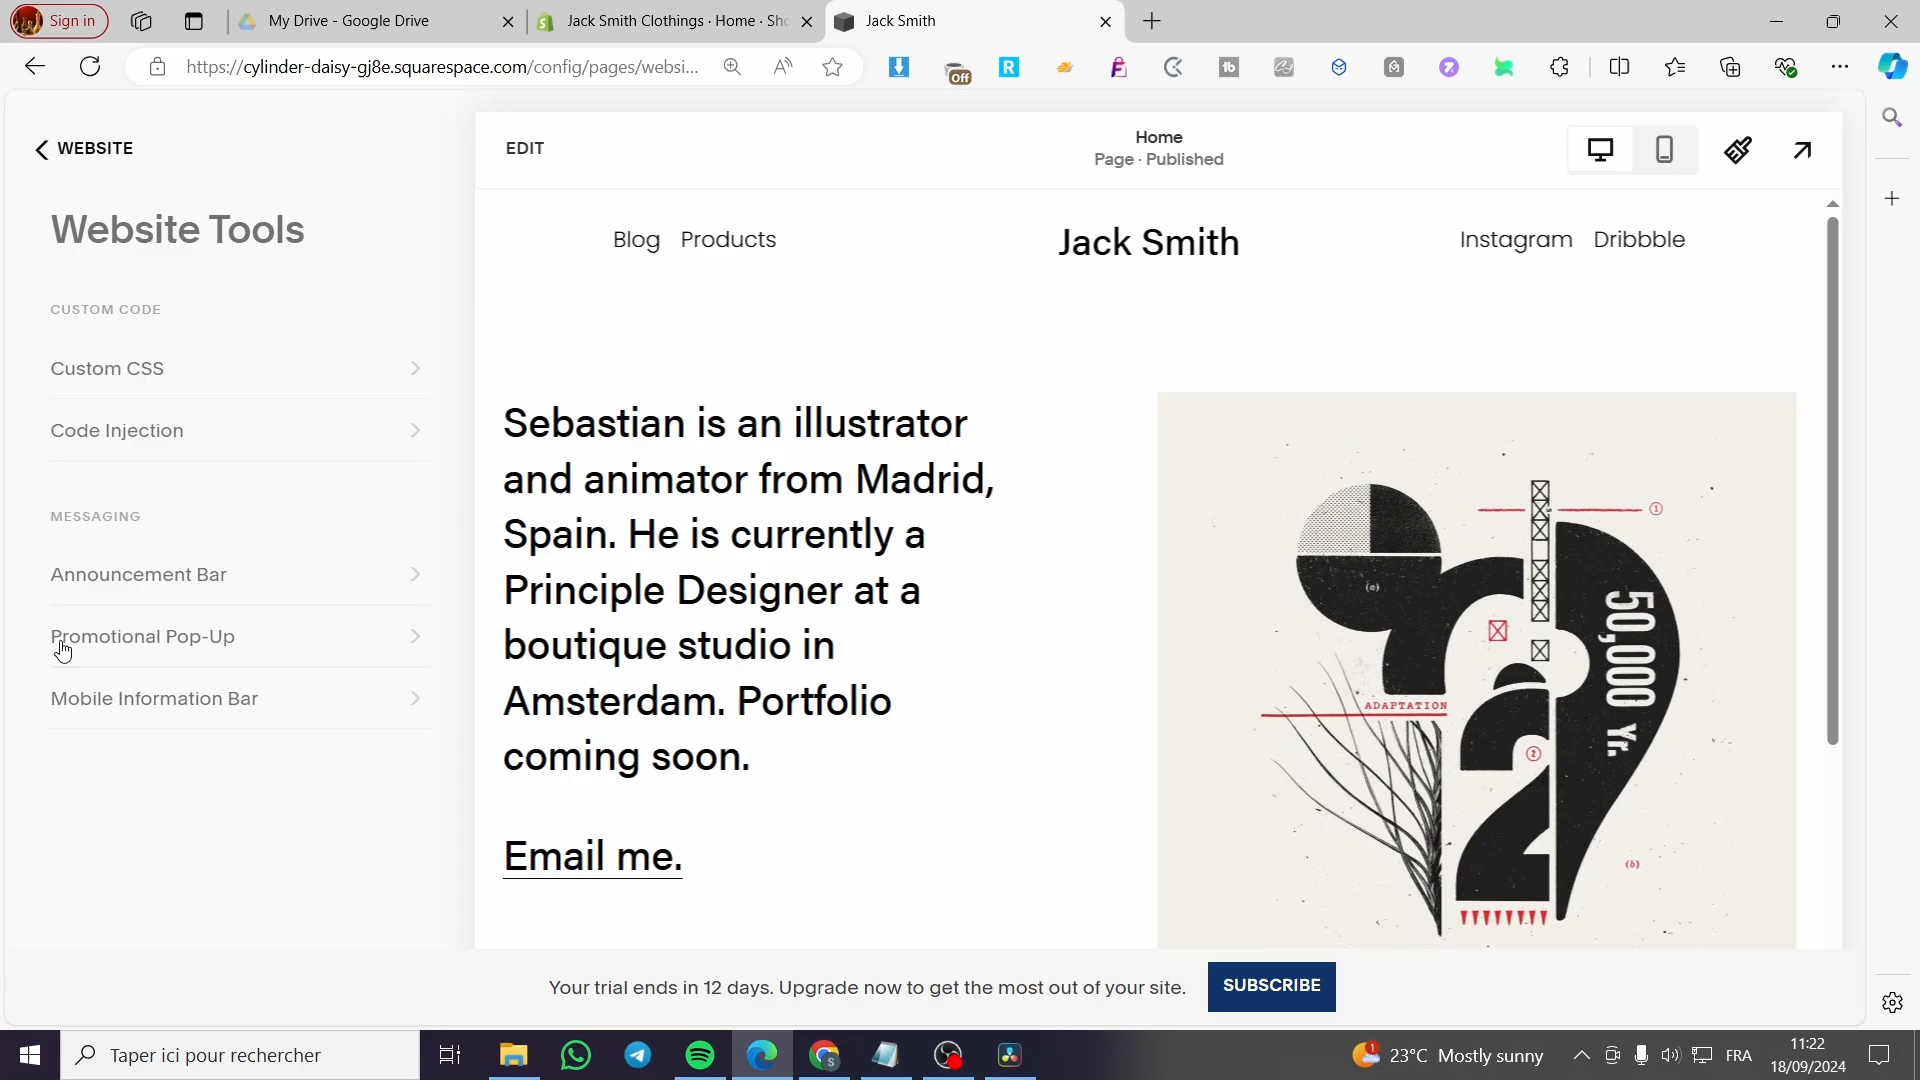 Sign in
My Drive - Google Drive
Jack Smith Clothings · Home · Sho
Jack Smith
https://cylinder-daisy-gj8e.squarespace.com/config/pages/websi...
Off
WEBSITE
EDIT
Home
Page · Published
Website Tools
Blog
Products
Jack Smith
Instagram
Dribbble
CUSTOM CODE
Custom CSS
Code Injection
MESSAGING
Announcement Bar
Promotional Pop-Up
Mobile Information Bar
Sebastian is an illustrator
and animator from Madrid,
Spain. He is currently a
Principle Designer at a
boutique studio in
Amsterdam. Portfolio
coming soon.
Email me.
1
(a)
50,000 Yr.
ADAPTATION
2
(b)
Your trial ends in 12 days. Upgrade now to get the most out of your site.
SUBSCRIBE
Taper ici pour rechercher
1
23°C Mostly sunny
FRA
11:22
18/09/2024